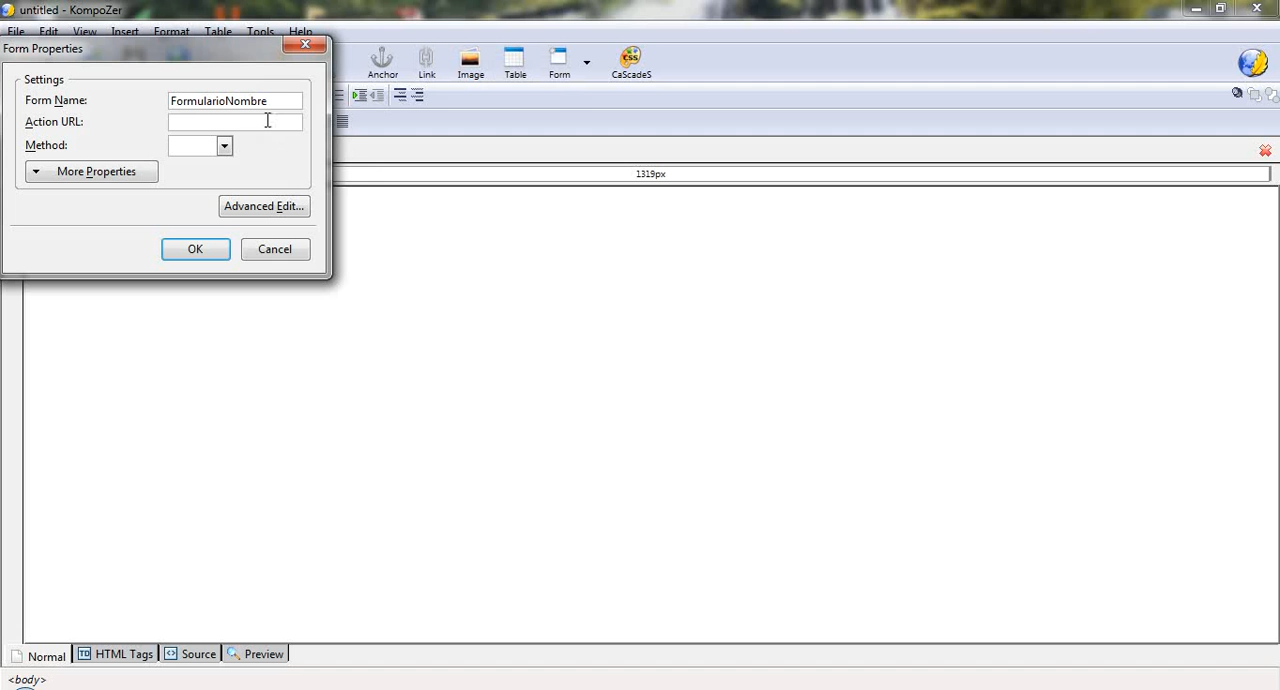 untitled - KompoZer
File Edit View Insert Format Table Tools Help
Form Properties
Settings
Form Name: FormularioNombre
Action URL:
Method:
More Properties
Advanced Edit...
OK Cancel
Anchor Link Image Table Form CaScadeS
1319px
Normal HTML Tags Source Preview
<body>